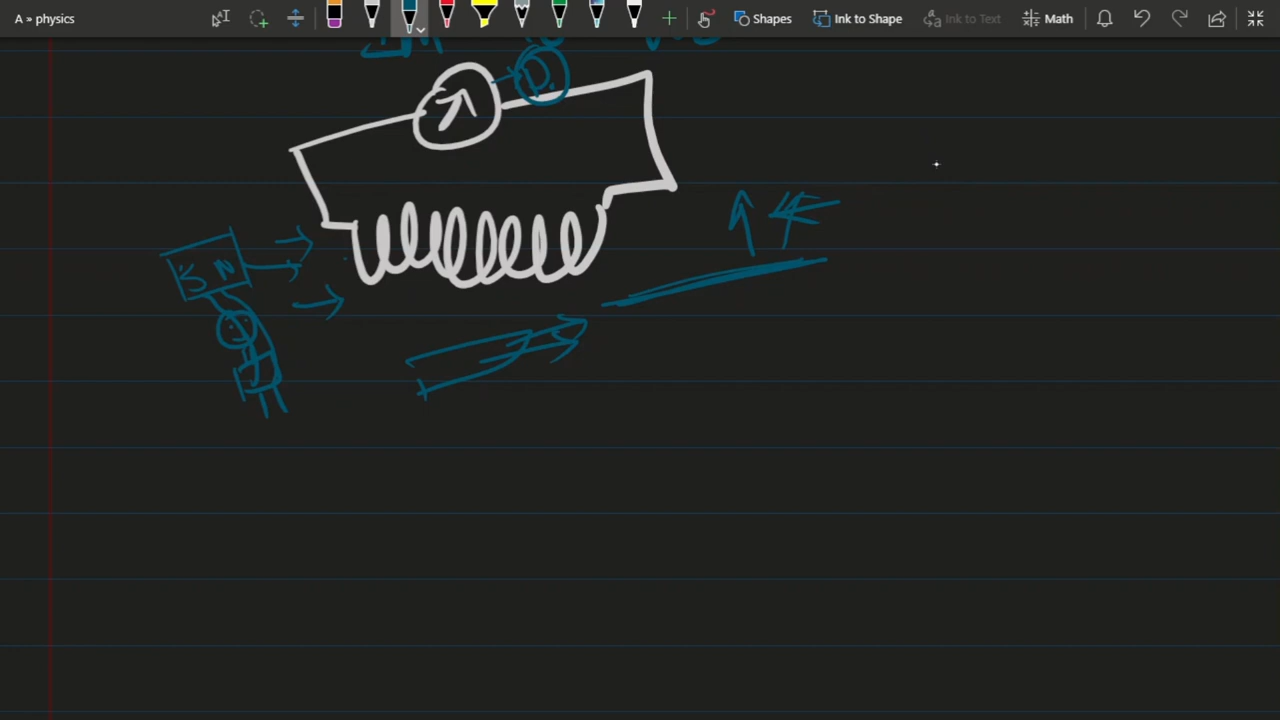 A » physics
Shapes
Ink to Shape
Ink to Text
Math
D.
S N